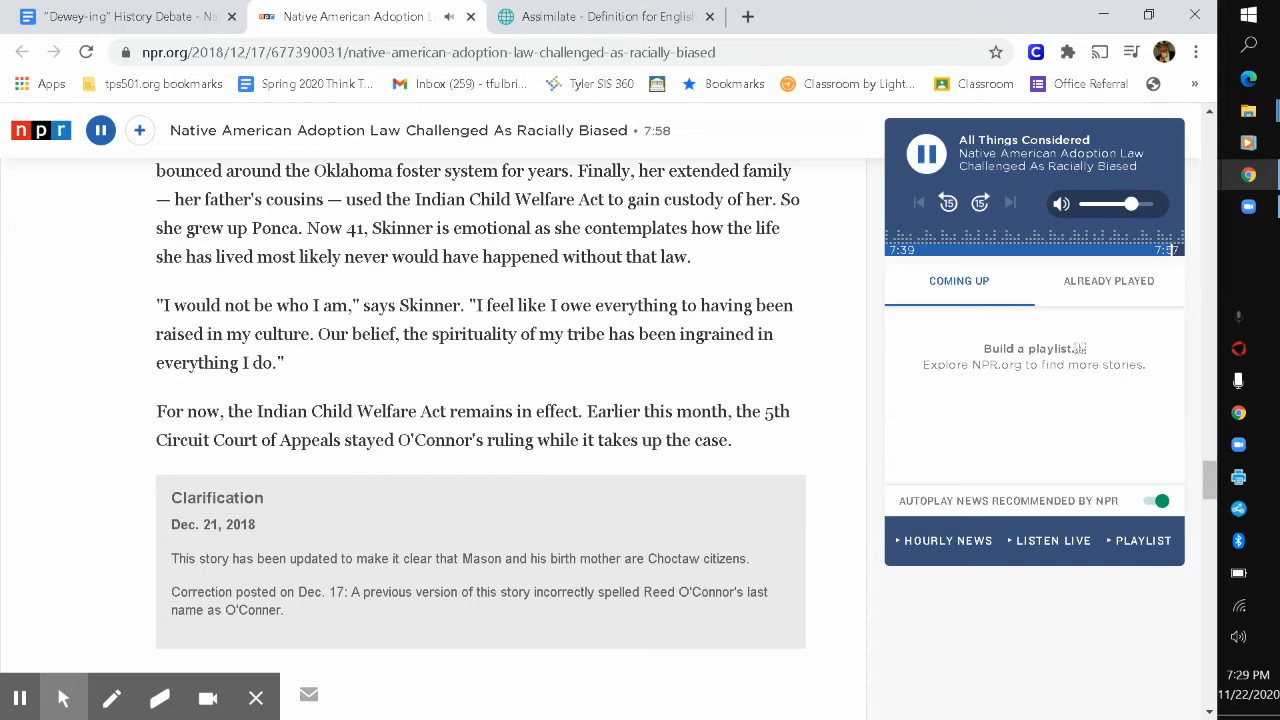 "Dewey-ing" History Debate - Na
Native American Adoption L
Assimilate - Definition for English
npr.org/2018/12/17/677390031/native-american-adoption-law-challenged-as-racially-biased
Apps
tps501.org bookmarks
Spring 2020 Think T...
Inbox (259) - tfulbri...
Tyler SIS 360
Bookmarks
Classroom by Light...
Classroom
Office Referral
»
npr
Native American Adoption Law Challenged As Racially Biased • 7:58
bounced around the Oklahoma foster system for years. Finally, her extended family
— her father's cousins — used the Indian Child Welfare Act to gain custody of her. So
she grew up Ponca. Now 41, Skinner is emotional as she contemplates how the life
she has lived most likely never would have happened without that law.
"I would not be who I am," says Skinner. "I feel like I owe everything to having been
raised in my culture. Our belief, the spirituality of my tribe has been ingrained in
everything I do."
For now, the Indian Child Welfare Act remains in effect. Earlier this month, the 5th
Circuit Court of Appeals stayed O'Connor's ruling while it takes up the case.
Clarification
Dec. 21, 2018
This story has been updated to make it clear that Mason and his birth mother are Choctaw citizens.
Correction posted on Dec. 17: A previous version of this story incorrectly spelled Reed O'Connor's last
name as O'Conner.
All Things Considered
Native American Adoption Law
Challenged As Racially Biased
15
15
7:39
7:57
COMING UP
ALREADY PLAYED
Build a playlist.
Explore NPR.org to find more stories.
AUTOPLAY NEWS RECOMMENDED BY NPR
HOURLY NEWS
LISTEN LIVE
PLAYLIST
7:29 PM
11/22/2020